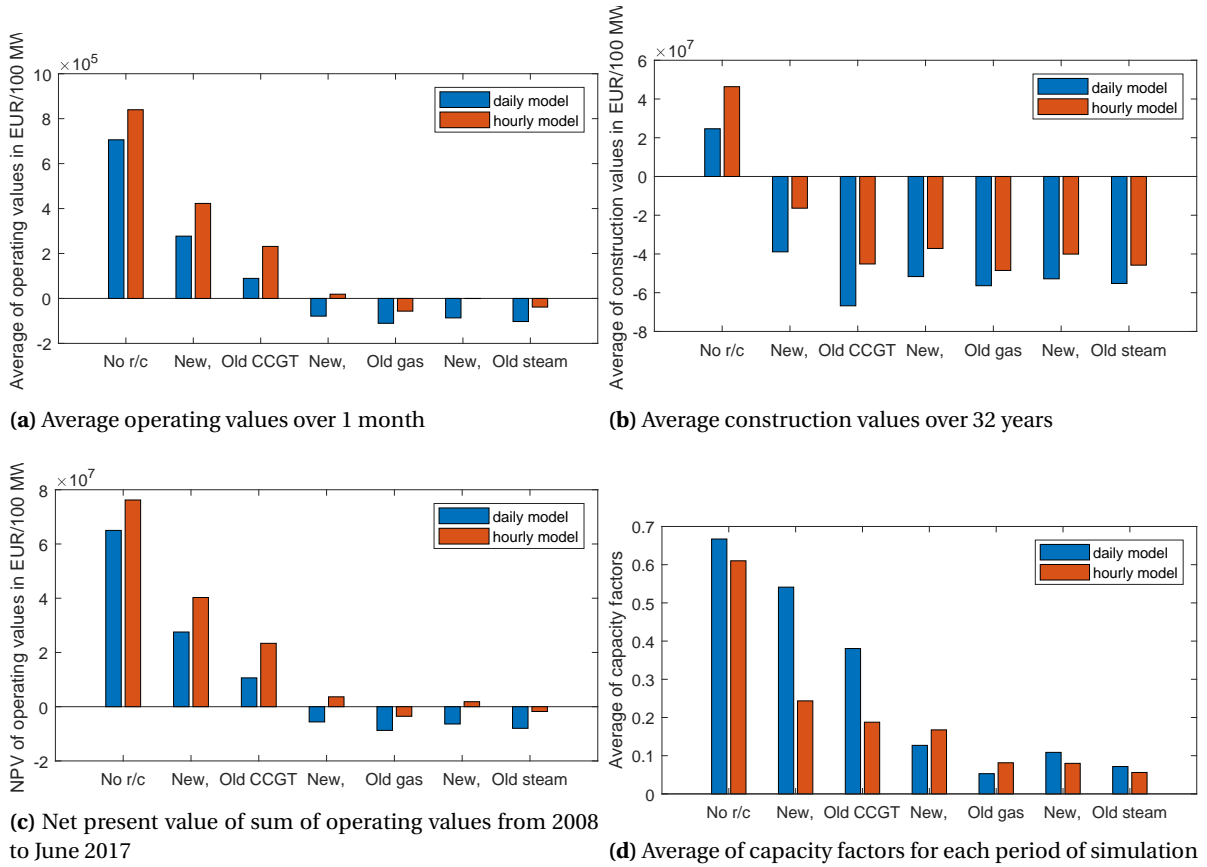 ×10⁵
10
8
6
4
2
0
-2
Average of operating values in EUR/100 MW
daily model
hourly model
No r/c New, Old CCGT New, Old gas New, Old steam
(a) Average operating values over 1 month
×10⁷
6
4
2
0
-2
-4
-6
-8
Average of construction values in EUR/100 MW
daily model
hourly model
No r/c New, Old CCGT New, Old gas New, Old steam
(b) Average construction values over 32 years
×10⁷
8
6
4
2
0
-2
NPV of operating values in EUR/100 MW
daily model
hourly model
No r/c New, Old CCGT New, Old gas New, Old steam
(c) Net present value of sum of operating values from 2008
to June 2017
0.7
0.6
0.5
0.4
0.3
0.2
0.1
0
Average of capacity factors
daily model
hourly model
No r/c New, Old CCGT New, Old gas New, Old steam
(d) Average of capacity factors for each period of simulation